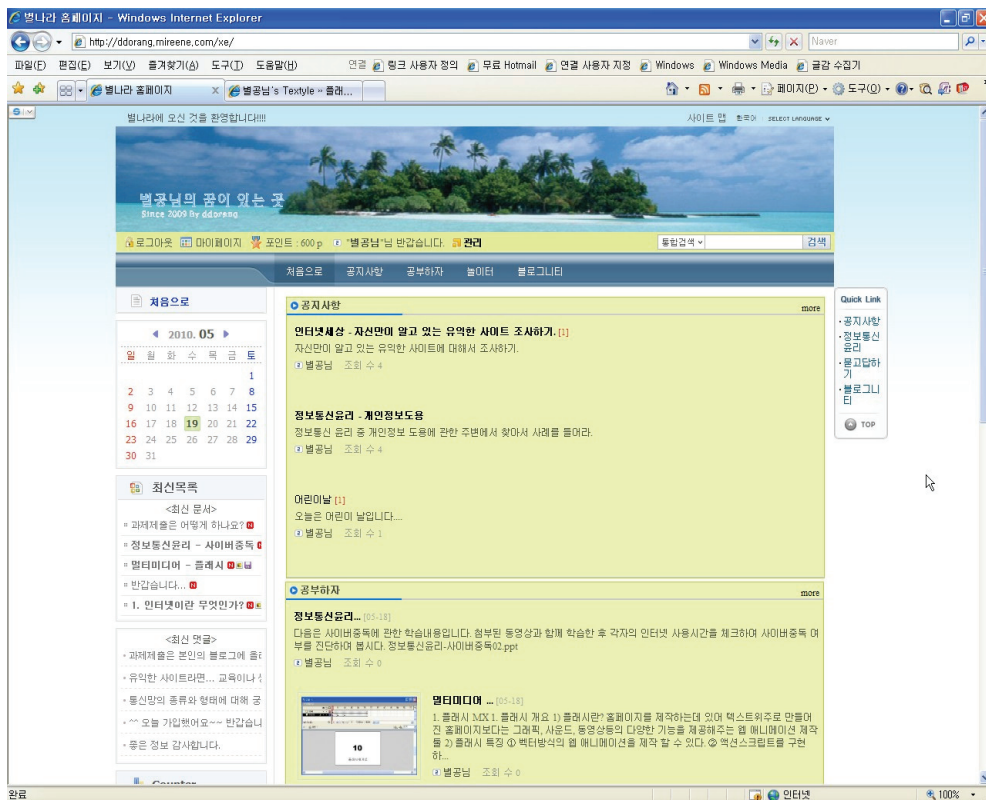 별나라 홈페이지 - Windows Internet Explorer
http://ddorang.mireene.com/xe/
Naver
파일(F) 편집(E) 보기(V) 즐겨찾기(A) 도구(T) 도움말(H)
연결 링크 사용자 정의 무료 Hotmail 연결 사용자 지정 Windows Windows Media 글감 수집기
별나라 홈페이지 x 별공님's Textyle » 플래...
페이지(P) 도구(O)
별나라에 오신 것을 환영합니다!!!!
사이트 맵 한국어 SELECT LANGUAGE
별공님의 꿈이 있는 곳
Since 2009 By ddorang
로그아웃 마이페이지 포인트 : 600 p "별공님"님 반갑습니다. 관리
통합검색 검색
처음으로 공지사항 공부하자 놀이터 블로그니티
처음으로
2010. 05
일 월 화 수 목 금 토
1
2 3 4 5 6 7 8
9 10 11 12 13 14 15
16 17 18 19 20 21 22
23 24 25 26 27 28 29
30 31
최신목록
<최신 문서>
과제제출은 어떻게 하나요?
정보통신윤리 - 사이버중독
멀티미디어 - 플래시
반갑습니다...
1. 인터넷이란 무엇인가?
<최신 댓글>
과제제출은 본인의 블로그에 올
유익한 사이트라면... 교육이나
통신망의 종류와 형태에 대해 궁
^^ 오늘 가입했어요~~ 반갑습니
좋은 정보 감사합니다.
Counter
공지사항 more
인터넷세상 - 자신만이 알고 있는 유익한 사이트 조사하기. [1]
자신만이 알고 있는 유익한 사이트에 대해서 조사하기.
별공님 조회 수 4
정보통신윤리 - 개인정보도용
정보통신 윤리 중 개인정보 도용에 관한 주변에서 찾아서 사례를 들어라.
별공님 조회 수 4
어린이날 [1]
오늘은 어린이 날입니다....
별공님 조회 수 1
공부하자 more
정보통신윤리... [05-18]
다음은 사이버중독에 관한 학습내용입니다. 첨부된 동영상과 함께 학습한 후 각자의 인터넷 사용시간을 체크하여 사이버중독 여
부를 진단하여 봅시다. 정보통신윤리-사이버중독02.ppt
별공님 조회 수 0
10
멀티미디어 ... [05-18]
1. 플래시 MX 1. 플래시 개요 1) 플래시란? 홈페이지를 제작하는데 있어 텍스트위주로 만들어
진 홈페이지보다는 그래픽, 사운드, 동영상등의 다양한 기능을 제공해주는 웹 애니메이션 제작
툴 2) 플래시 특징 ① 벡터방식의 웹 애니메이션을 제작 할 수 있다. ② 액션스크립트를 구현
하...
별공님 조회 수 0
Quick Link
공지사항
정보통신
윤리
묻고답하
기
블로그니
티
TOP
완료
인터넷
100%